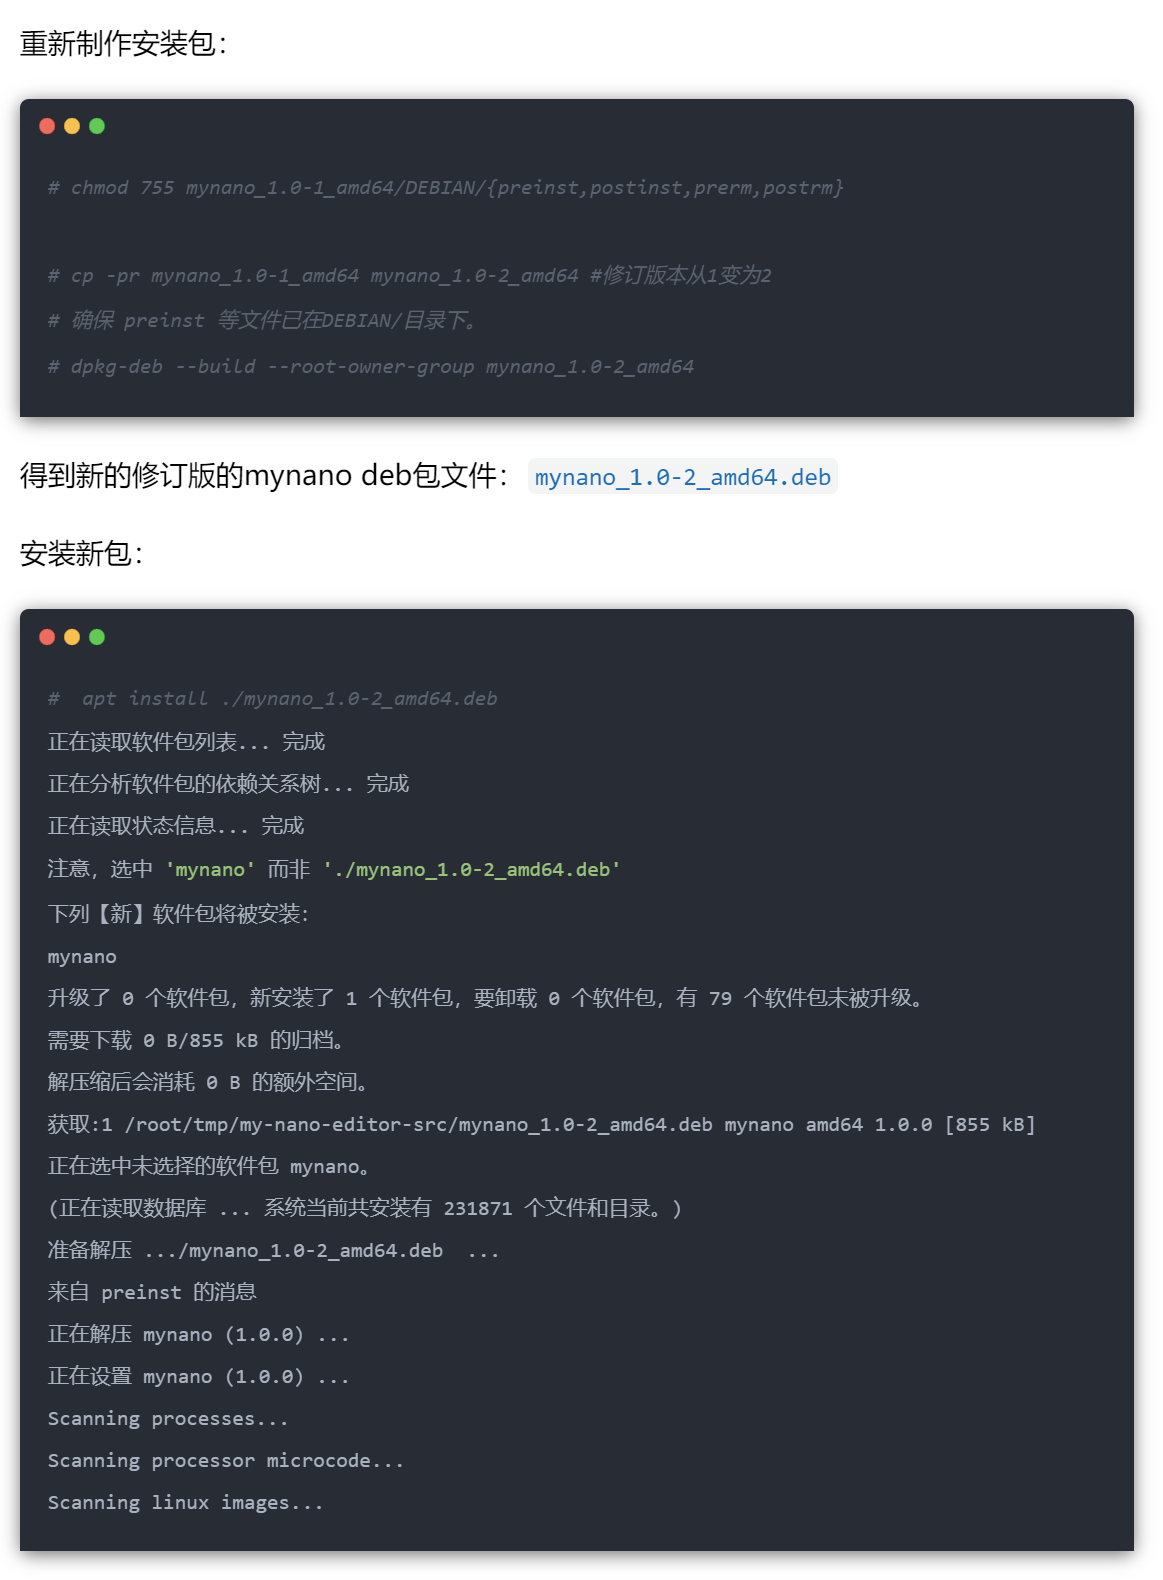 重新制作安装包：
# chmod 755 mynano_1.0-1_amd64/DEBIAN/{preinst,postinst,prerm,postrm}
# cp -pr mynano_1.0-1_amd64 mynano_1.0-2_amd64 #修订版本从1变为2
# 确保 preinst 等文件已在DEBIAN/目录下。
# dpkg-deb --build --root-owner-group mynano_1.0-2_amd64
得到新的修订版的mynano deb包文件： mynano_1.0-2_amd64.deb
安装新包：
#  apt install ./mynano_1.0-2_amd64.deb
正在读取软件包列表... 完成
正在分析软件包的依赖关系树... 完成
正在读取状态信息... 完成
注意，选中 'mynano' 而非 './mynano_1.0-2_amd64.deb'
下列【新】软件包将被安装：
mynano
升级了 0 个软件包，新安装了 1 个软件包，要卸载 0 个软件包，有 79 个软件包未被升级。
需要下载 0 B/855 kB 的归档。
解压缩后会消耗 0 B 的额外空间。
获取:1 /root/tmp/my-nano-editor-src/mynano_1.0-2_amd64.deb mynano amd64 1.0.0 [855 kB]
正在选中未选择的软件包 mynano。
(正在读取数据库 ... 系统当前共安装有 231871 个文件和目录。)
准备解压 .../mynano_1.0-2_amd64.deb  ...
来自 preinst 的消息
正在解压 mynano (1.0.0) ...
正在设置 mynano (1.0.0) ...
Scanning processes...
Scanning processor microcode...
Scanning linux images...